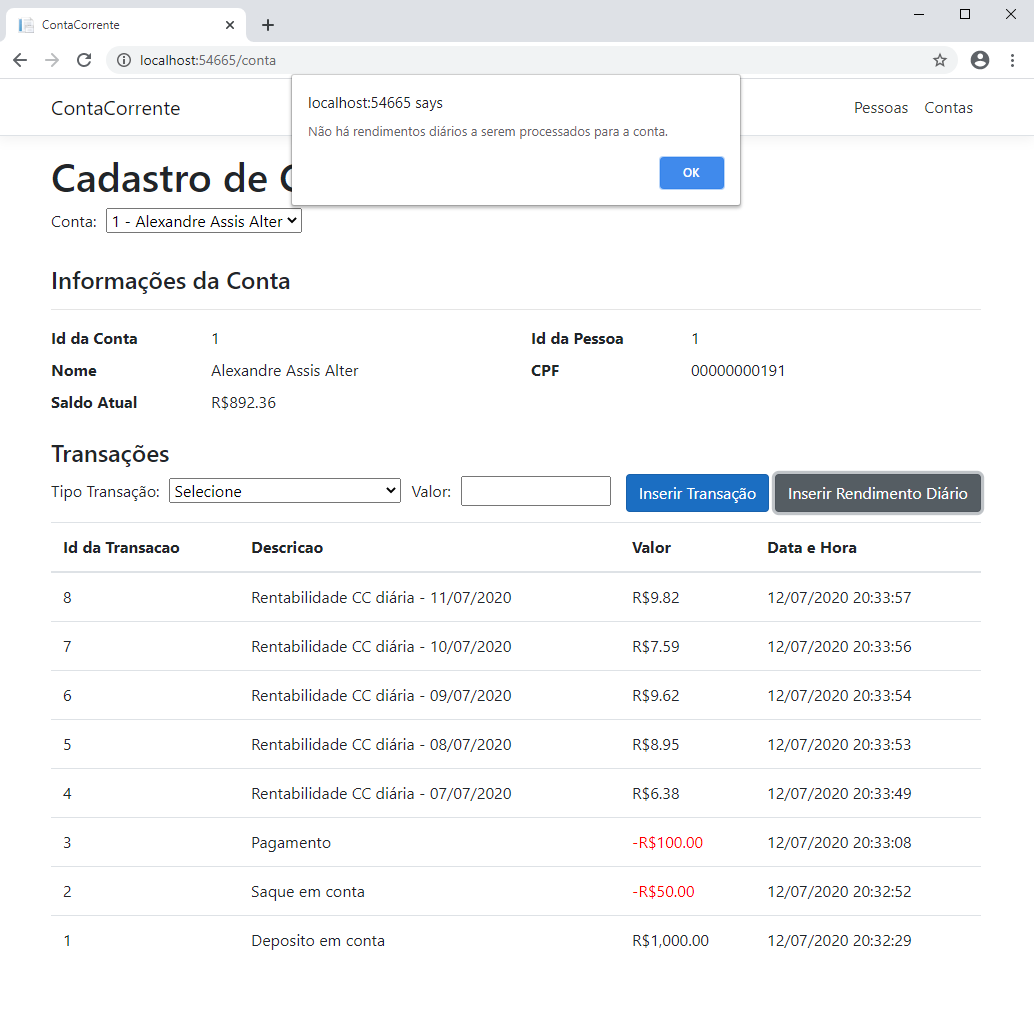 ContaCorrente
localhost:54665/conta
localhost:54665 says
Não há rendimentos diários a serem processados para a conta.
OK
ContaCorrente Pessoas Contas
Cadastro de
Conta: 1 - Alexandre Assis Alter
Informações da Conta
Id da Conta 1 Id da Pessoa 1
Nome Alexandre Assis Alter CPF 00000000191
Saldo Atual R$892.36
Transações
Tipo Transação: Selecione Valor: Inserir Transação Inserir Rendimento Diário
Id da Transacao Descricao Valor Data e Hora
8 Rentabilidade CC diária - 11/07/2020 R$9.82 12/07/2020 20:33:57
7 Rentabilidade CC diária - 10/07/2020 R$7.59 12/07/2020 20:33:56
6 Rentabilidade CC diária - 09/07/2020 R$9.62 12/07/2020 20:33:54
5 Rentabilidade CC diária - 08/07/2020 R$8.95 12/07/2020 20:33:53
4 Rentabilidade CC diária - 07/07/2020 R$6.38 12/07/2020 20:33:49
3 Pagamento -R$100.00 12/07/2020 20:33:08
2 Saque em conta -R$50.00 12/07/2020 20:32:52
1 Deposito em conta R$1,000.00 12/07/2020 20:32:29